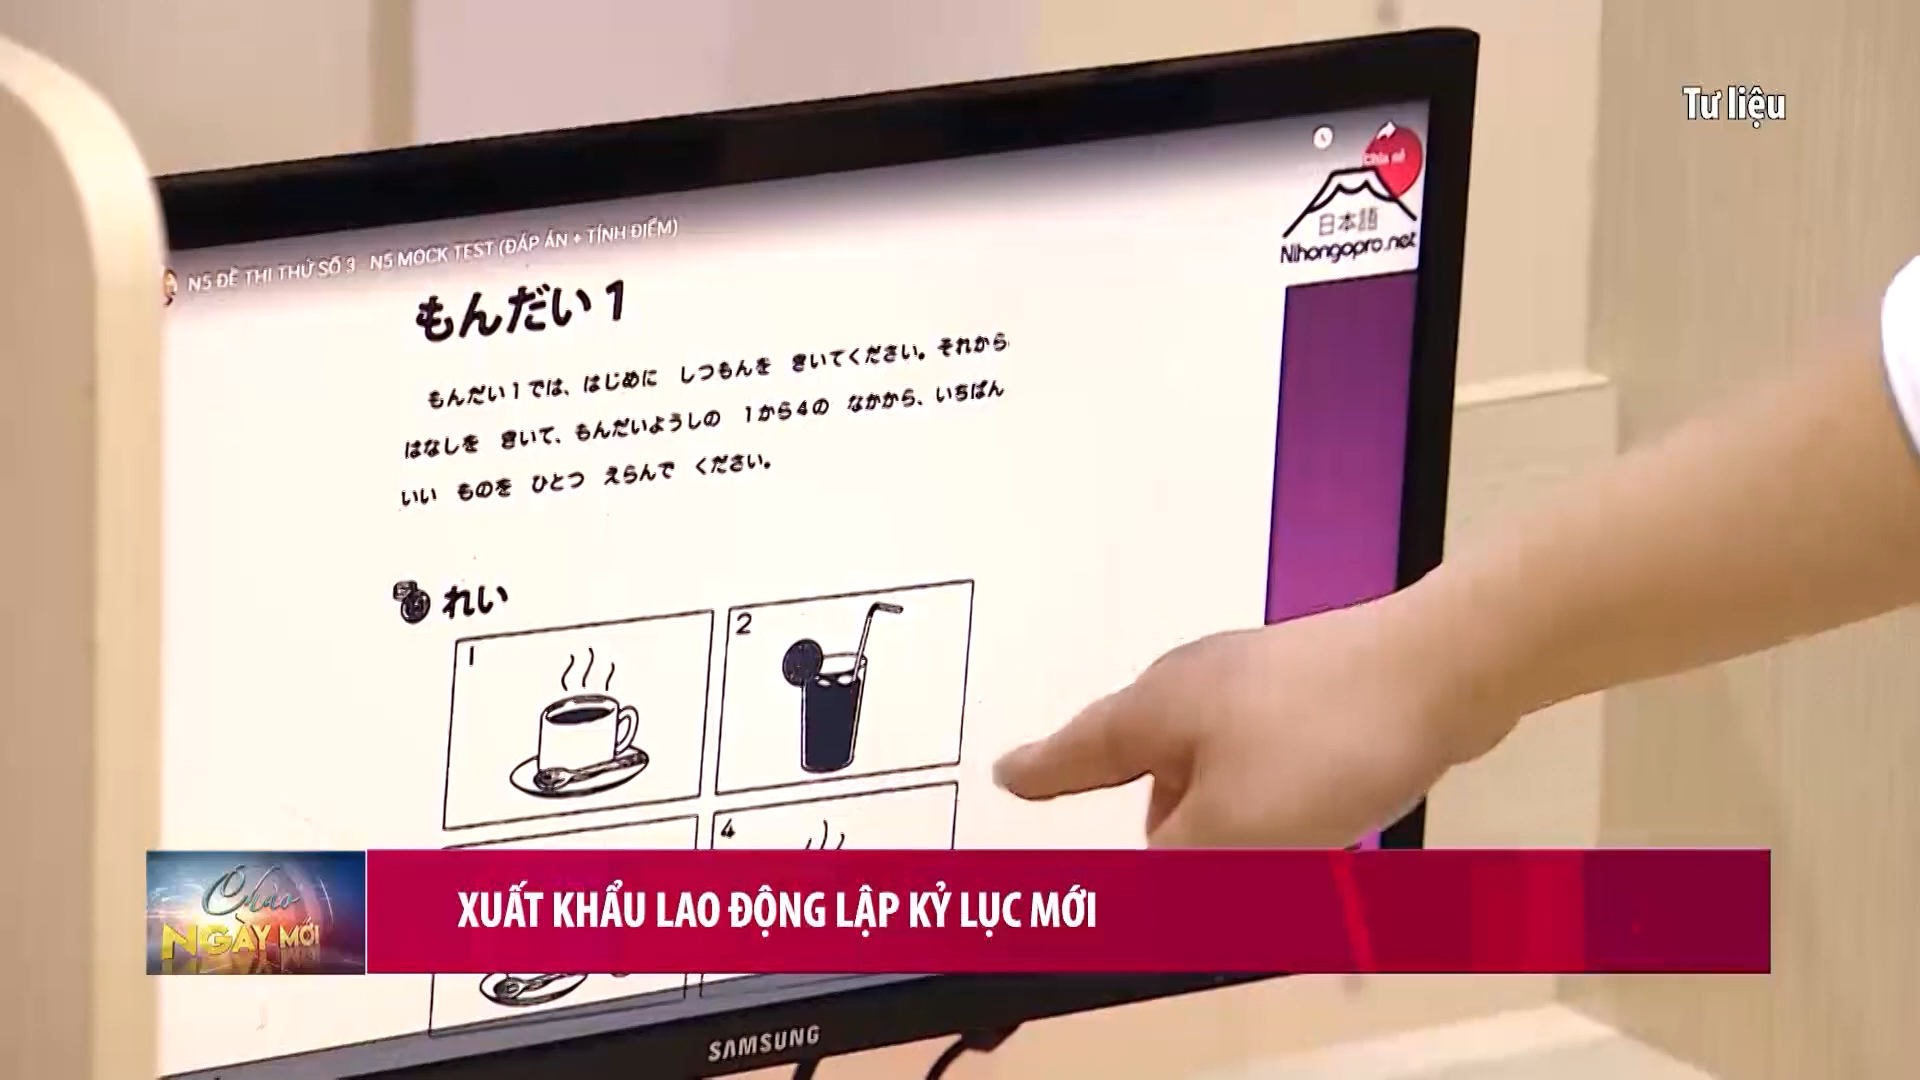 Tư liệu
Chia sẻ
日本語
Nihongopro.net
N5 ĐỀ THI THỬ SỐ 3 - N5 MOCK TEST (ĐÁP ÁN + TÍNH ĐIỂM)
もんだい1
もんだい1では、はじめに しつもんを きいてください。それから
はなしを きいて、もんだいようしの 1から4の なかから、いちばん
いい ものを ひとつ えらんで ください。
れい
1
2
4
Chào
NGÀY MỚI
XUẤT KHẨU LAO ĐỘNG LẬP KỶ LỤC MỚI
SAMSUNG